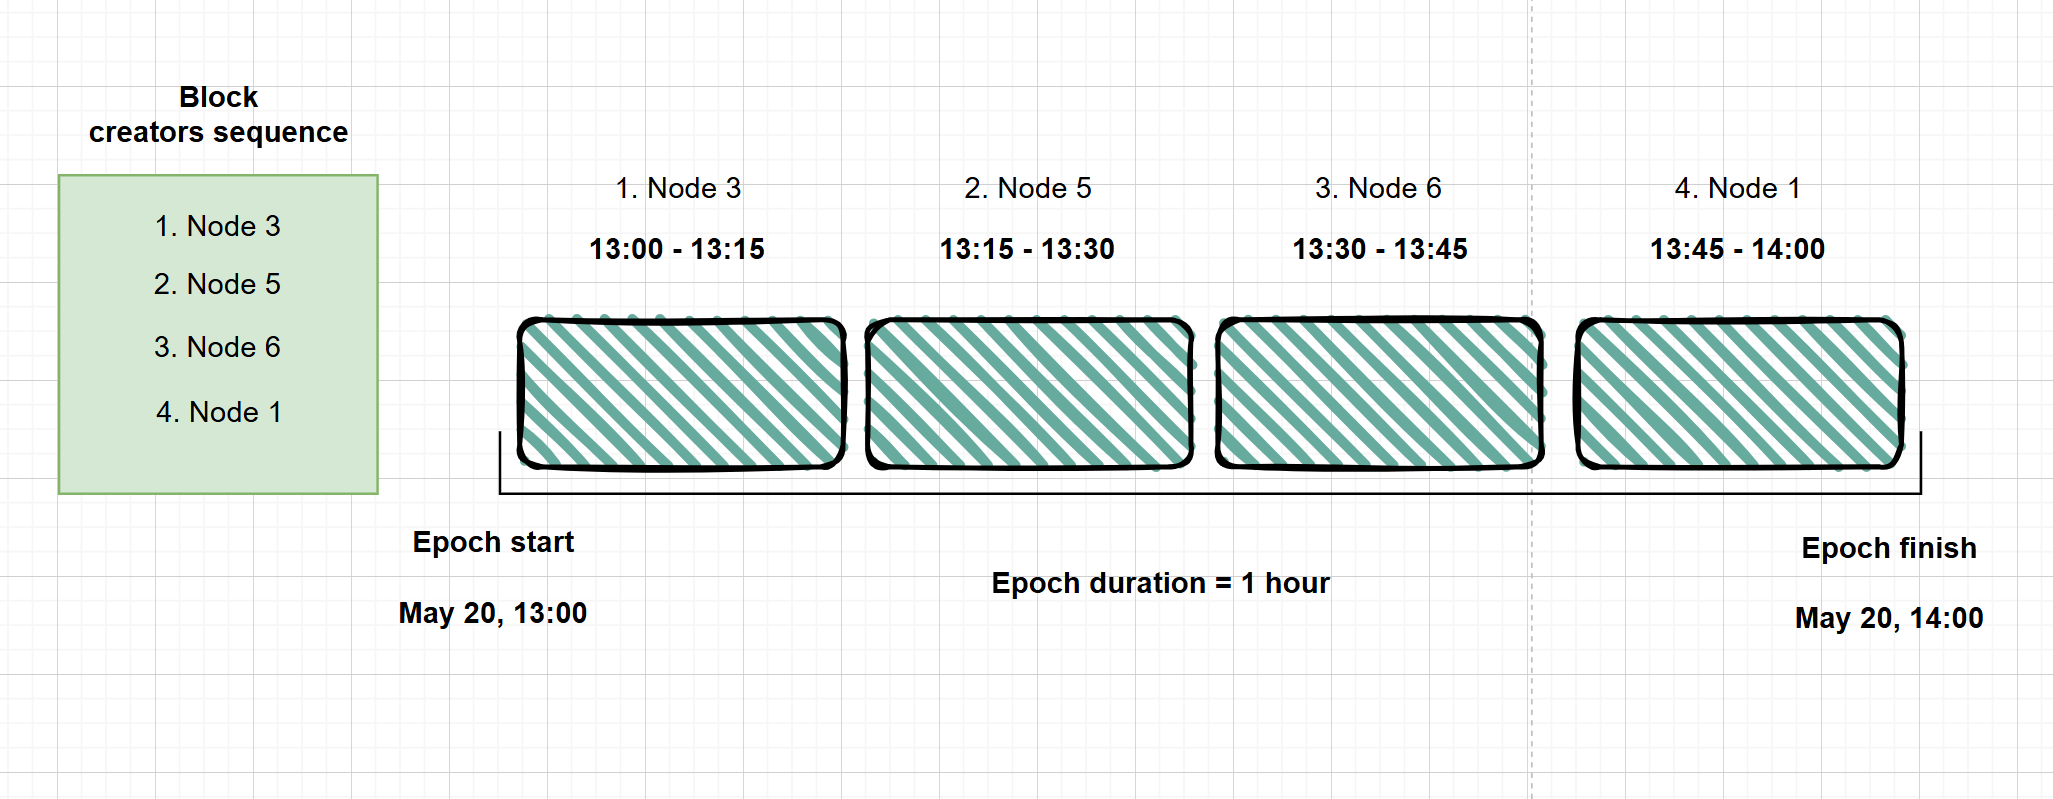 Block
creators sequence
1. Node 3
2. Node 5
3. Node 6
4. Node 1
1. Node 3
13:00 - 13:15
2. Node 5
13:15 - 13:30
3. Node 6
13:30 - 13:45
4. Node 1
13:45 - 14:00
Epoch start
May 20, 13:00
Epoch duration = 1 hour
Epoch finish
May 20, 14:00